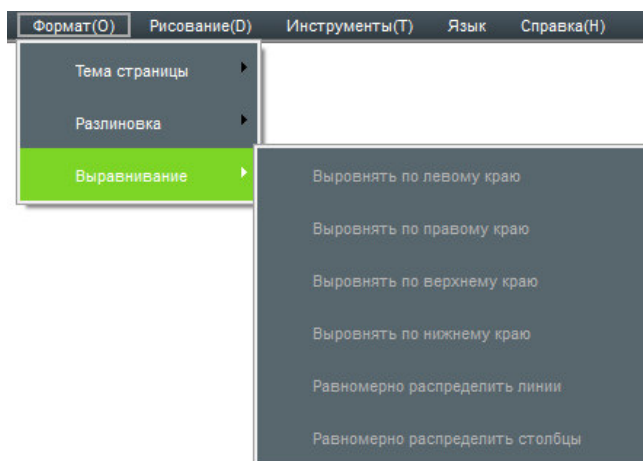 Формат(O) Рисование(D) Инструменты(T) Язык Справка(H)
Тема страницы
Разлиновка
Выравнивание
Выровнять по левому краю
Выровнять по правому краю
Выровнять по верхнему краю
Выровнять по нижнему краю
Равномерно распределить линии
Равномерно распределить столбцы